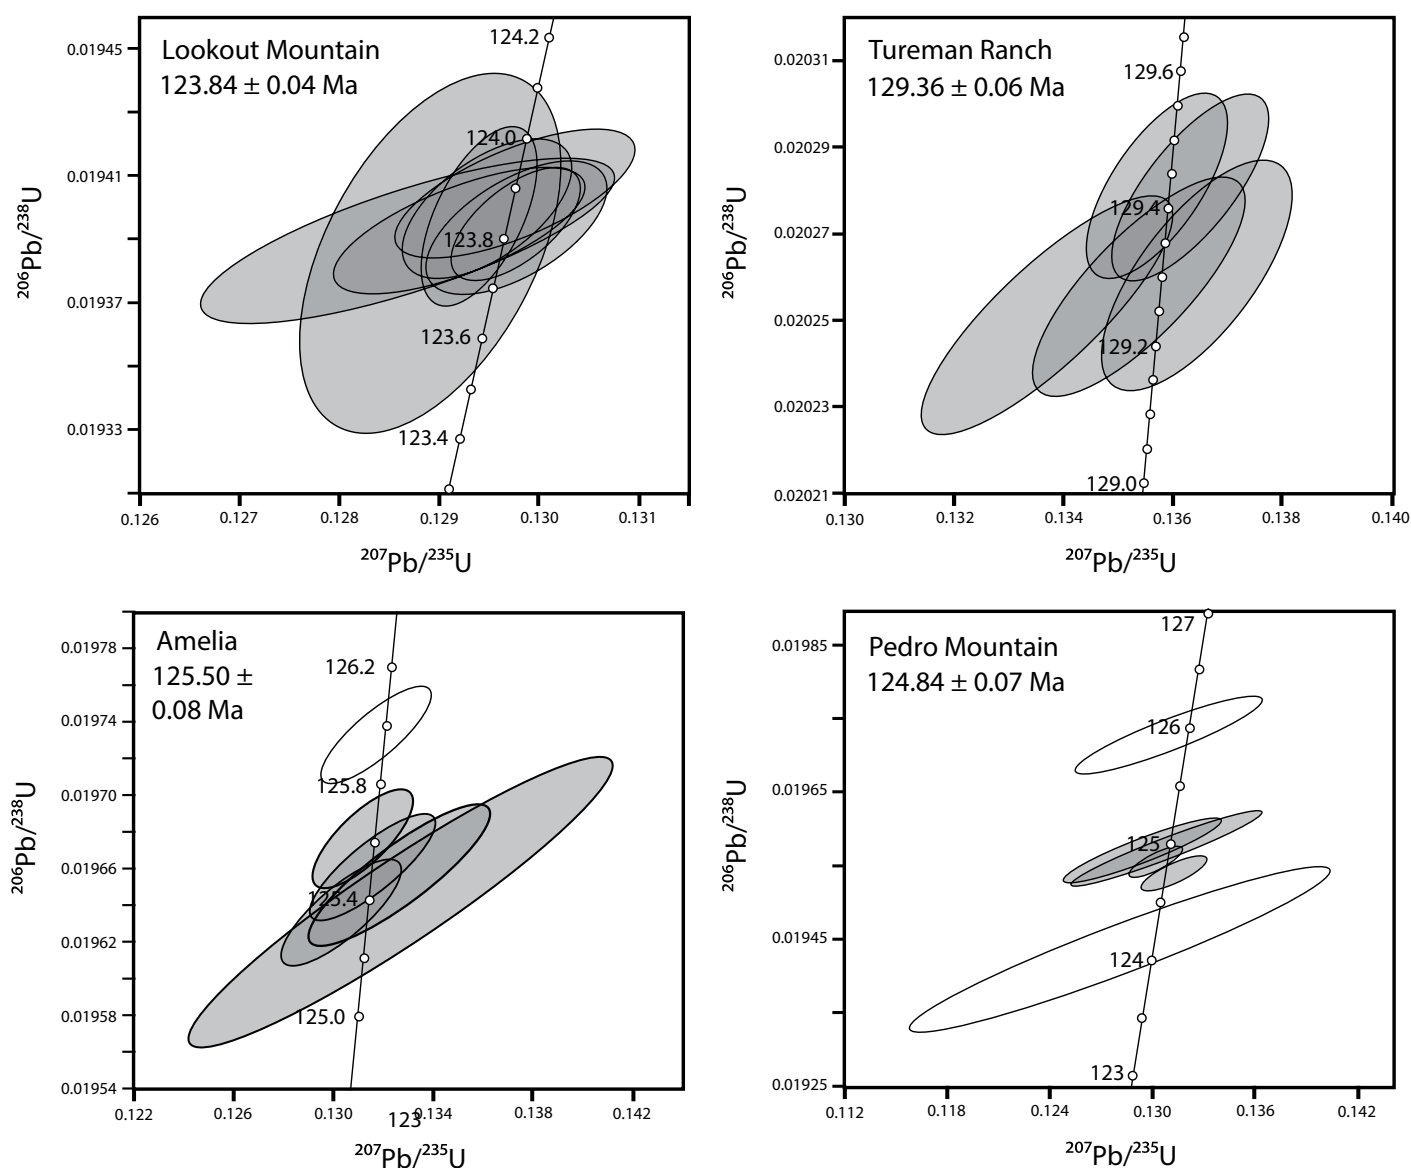 Lookout Mountain
123.84 ± 0.04 Ma
0.01945
0.01941
0.01937
0.01933
124.2
124.0
123.8
123.6
123.4
0.126 0.127 0.128 0.129 0.130 0.131
²⁰⁶Pb/²³⁸U
²⁰⁷Pb/²³⁵U
Tureman Ranch
129.36 ± 0.06 Ma
0.02031
0.02029
0.02027
0.02025
0.02023
0.02021
129.6
129.4
129.2
129.0
0.130 0.132 0.134 0.136 0.138 0.140
²⁰⁶Pb/²³⁸U
²⁰⁷Pb/²³⁵U
Amelia
125.50 ±
0.08 Ma
0.01978
0.01974
0.01970
0.01966
0.01962
0.01958
0.01954
126.2
125.8
125.4
125.0
0.122 0.126 0.130 0.134 0.138 0.142
123
²⁰⁶Pb/²³⁸U
²⁰⁷Pb/²³⁵U
Pedro Mountain
124.84 ± 0.07 Ma
0.01985
0.01965
0.01945
0.01925
127
126
125
124
123
0.112 0.118 0.124 0.130 0.136 0.142
²⁰⁶Pb/²³⁸U
²⁰⁷Pb/²³⁵U